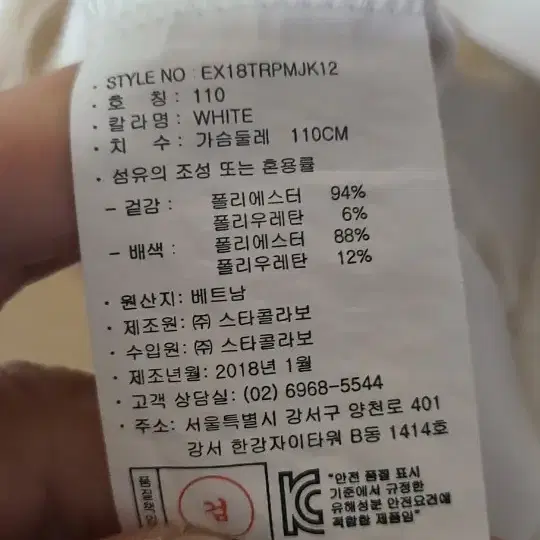 · STYLE NO : EX18TRPMJK12
· 호 칭 : 110
· 칼라명 : WHITE
· 치 수 : 가슴둘레 110CM
· 섬유의 조성 또는 혼용률
- 겉감 : 폴리에스터 94%
폴리우레탄 6%
- 배색 : 폴리에스터 88%
폴리우레탄 12%
· 원산지: 베트남
· 제조원: ㈜ 스타콜라보
· 수입원: ㈜ 스타콜라보
· 제조년월: 2018년 1월
· 고객 상담실: (02) 6968-5544
· 주소: 서울특별시 강서구 양천로 401
강서 한강자이타워 B동 1414호
품질책임
검
"안전 품질 표시
기준에서 규정한
유해성분 안전요건에
적합한 제품임"